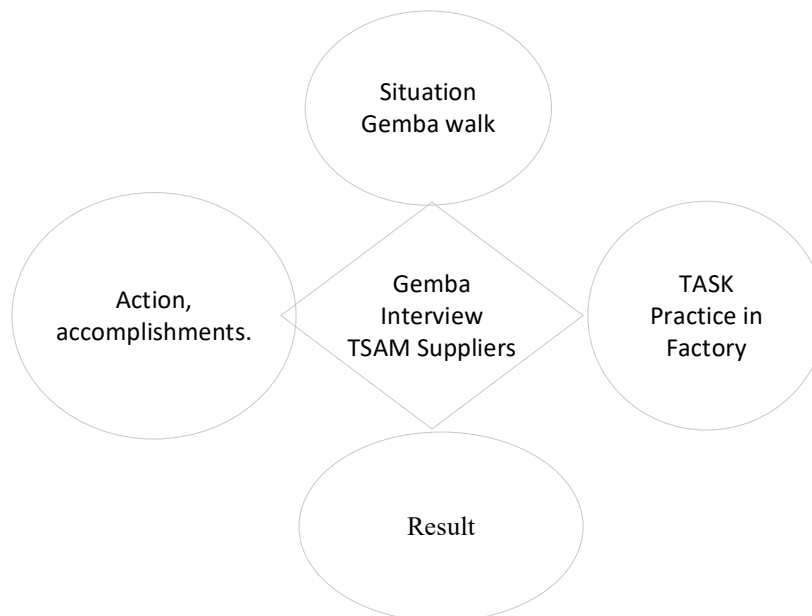 Situation
Gemba walk
Action,
accomplishments.
Gemba
Interview
TSAM Suppliers
TASK
Practice in
Factory
Result